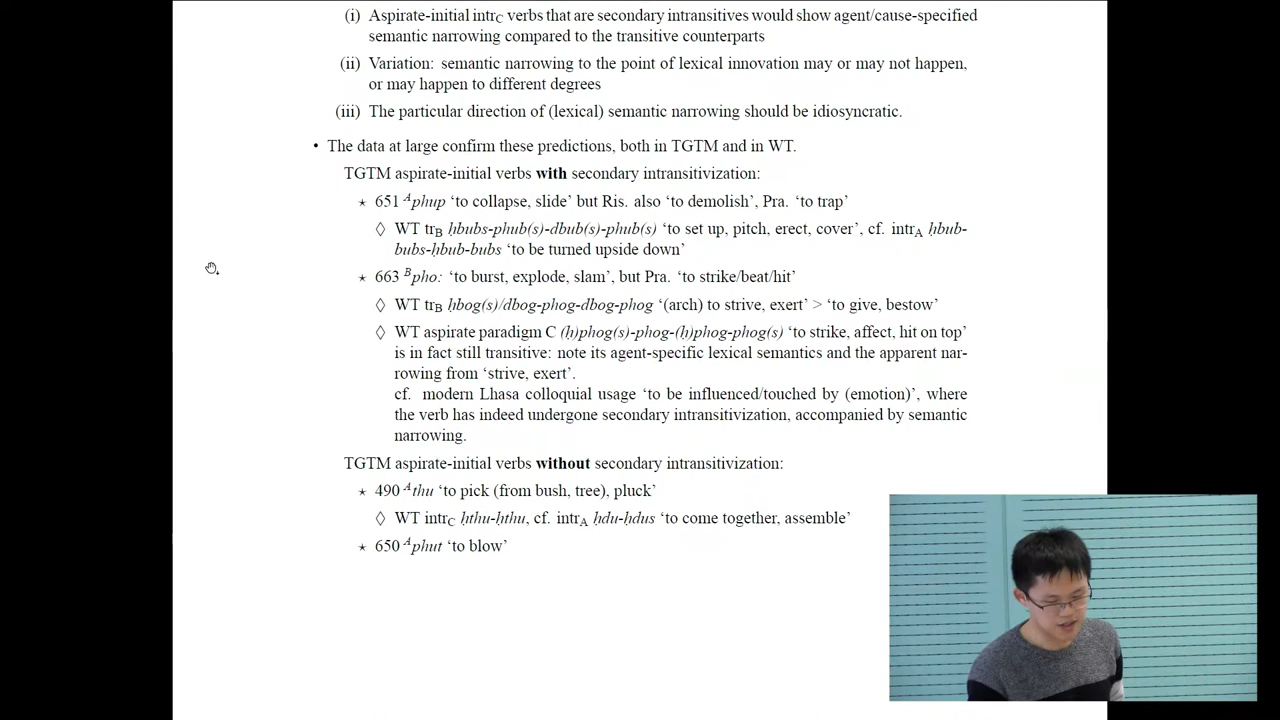 (i) Aspirate-initial intrC verbs that are secondary intransitives would show agent/cause-specified
semantic narrowing compared to the transitive counterparts
(ii) Variation: semantic narrowing to the point of lexical innovation may or may not happen,
or may happen to different degrees
(iii) The particular direction of (lexical) semantic narrowing should be idiosyncratic.
• The data at large confirm these predictions, both in TGTM and in WT.
TGTM aspirate-initial verbs with secondary intransitivization:
⋆ 651 ᴬphup ‘to collapse, slide’ but Ris. also ‘to demolish’, Pra. ‘to trap’
◊ WT trB ḥbubs-phub(s)-dbub(s)-phub(s) ‘to set up, pitch, erect, cover’, cf. intrA ḥbub-
bubs-ḥbub-bubs ‘to be turned upside down’
⋆ 663 ᴮpho: ‘to burst, explode, slam’, but Pra. ‘to strike/beat/hit’
◊ WT trB ḥbog(s)/dbog-phog-dbog-phog ‘(arch) to strive, exert’ > ‘to give, bestow’
◊ WT aspirate paradigm C (ḥ)phog(s)-phog-(ḥ)phog-phog(s) ‘to strike, affect, hit on top’
is in fact still transitive: note its agent-specific lexical semantics and the apparent nar-
rowing from ‘strive, exert’.
cf. modern Lhasa colloquial usage ‘to be influenced/touched by (emotion)’, where
the verb has indeed undergone secondary intransitivization, accompanied by semantic
narrowing.
TGTM aspirate-initial verbs without secondary intransitivization:
⋆ 490 ᴬthu ‘to pick (from bush, tree), pluck’
◊ WT intrC ḥthu-ḥthu, cf. intrA ḥdu-ḥdus ‘to come together, assemble’
⋆ 650 ᴬphut ‘to blow’